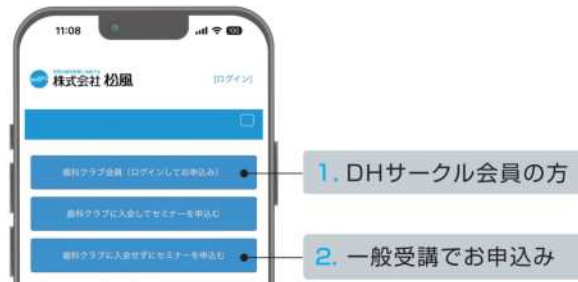 11:08
株式会社 松風
[ログイン]
歯科クラブ会員（ログインしてお申込み）
1. DHサークル会員の方
歯科クラブに入会してセミナーを申込む
歯科クラブに入会せずにセミナーを申込む
2. 一般受講でお申込み